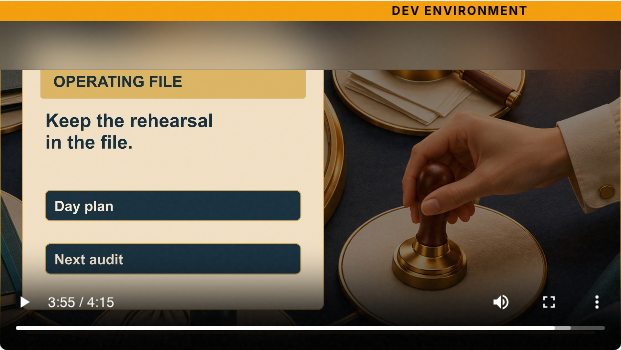 DEV ENVIRONMENT
OPERATING FILE
Keep the rehearsal
in the file.
Day plan
Next audit
3:55 / 4:15